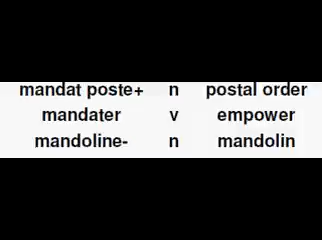 mandat poste+ n postal order
mandater v empower
mandoline- n mandolin